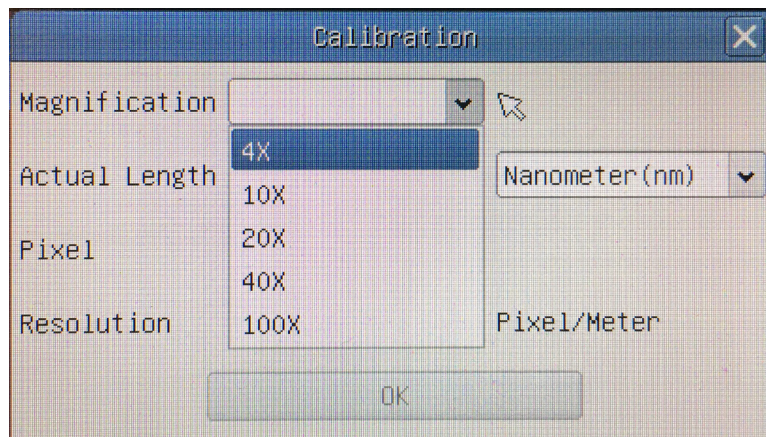 Calibration
Magnification
4X
Actual Length
Nanometer(nm)
10X
20X
Pixel
40X
Resolution
100X
Pixel/Meter
OK